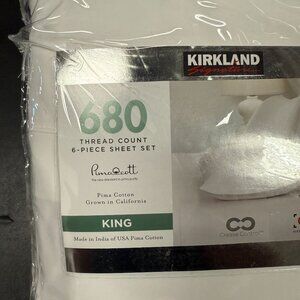 KIRKLAND
Signature
680
THREAD COUNT
6-PIECE SHEET SET
Pimacott
Pima Cotton
Grown in California
KING
Made in India of USA Pima Cotton